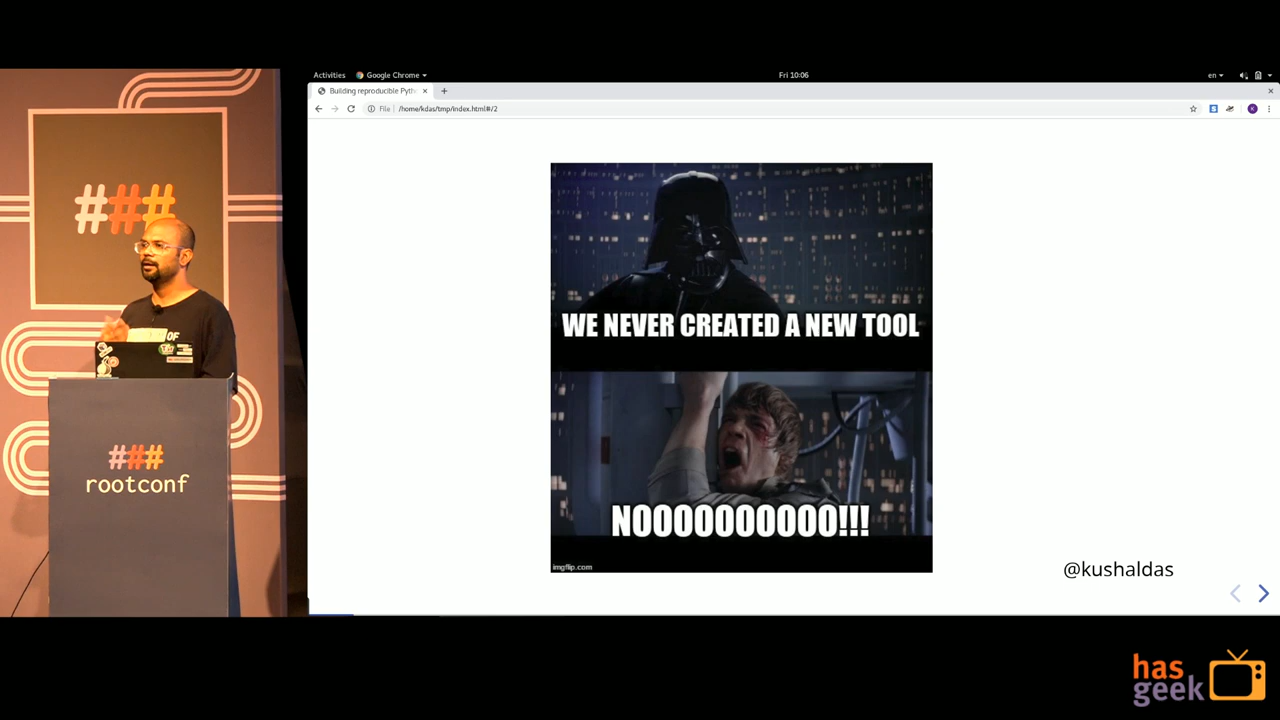 ###
OF
###
rootconf
Activities
Google Chrome
Fri 10:06
en
Building reproducible Pyth
File
/home/kdas/tmp/index.html#/2
K
WE NEVER CREATED A NEW TOOL
NOOOOOOOOOO!!!
imgflip.com
@kushaldas
has
geek